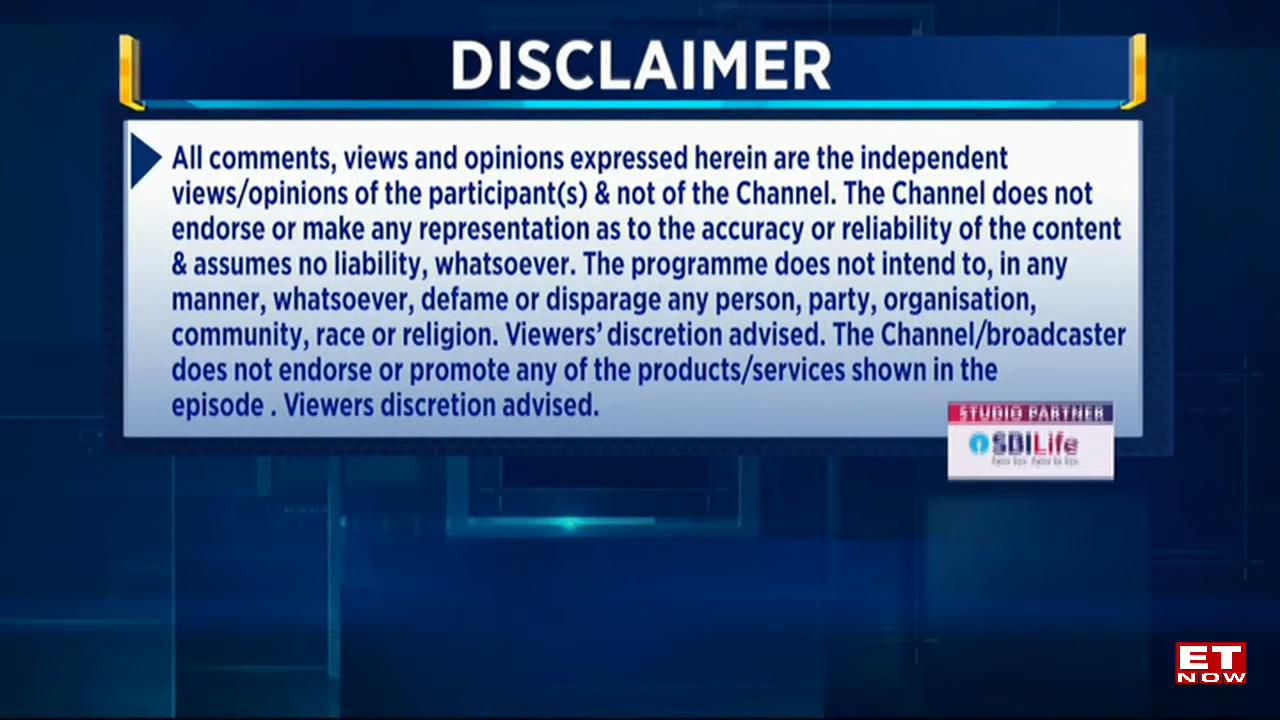 DISCLAIMER
All comments, views and opinions expressed herein are the independent
views/opinions of the participant(s) & not of the Channel. The Channel does not
endorse or make any representation as to the accuracy or reliability of the content
& assumes no liability, whatsoever. The programme does not intend to, in any
manner, whatsoever, defame or disparage any person, party, organisation,
community, race or religion. Viewers' discretion advised. The Channel/broadcaster
does not endorse or promote any of the products/services shown in the
episode . Viewers discretion advised.
STUDIO PARTNER
SBI Life
ET
NOW